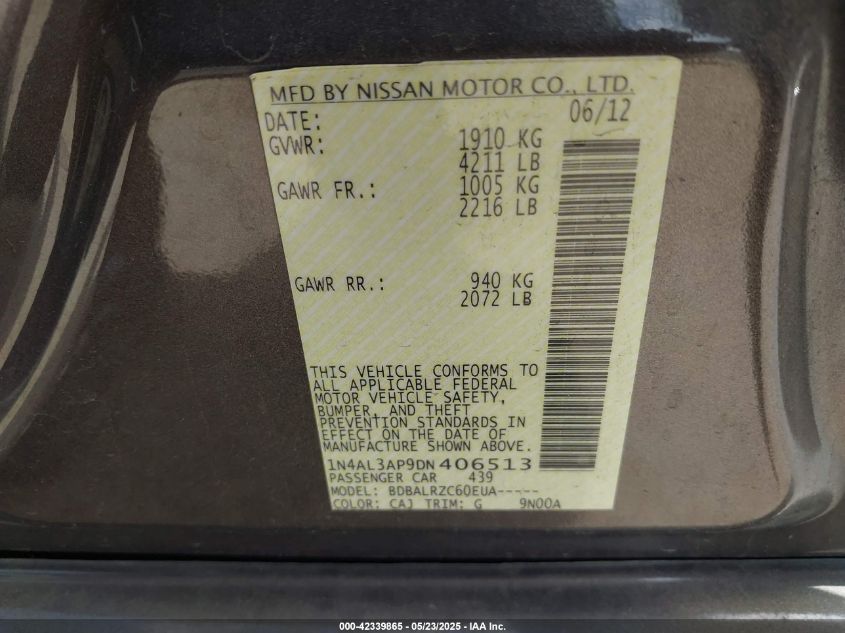 MFD BY NISSAN MOTOR CO., LTD.
DATE: 06/12
GVWR: 1910 KG
4211 LB
GAWR FR.: 1005 KG
2216 LB
GAWR RR.: 940 KG
2072 LB
THIS VEHICLE CONFORMS TO
ALL APPLICABLE FEDERAL
MOTOR VEHICLE SAFETY,
BUMPER, AND THEFT
PREVENTION STANDARDS IN
EFFECT ON THE DATE OF
MANUFACTURE SHOWN ABOVE.
1N4AL3AP9DN406513
PASSENGER CAR 439
MODEL: BDBALRZC60EUA-----
COLOR: CAJ TRIM: G 9N00A
000-42339865 - 05/23/2025 - IAA Inc.